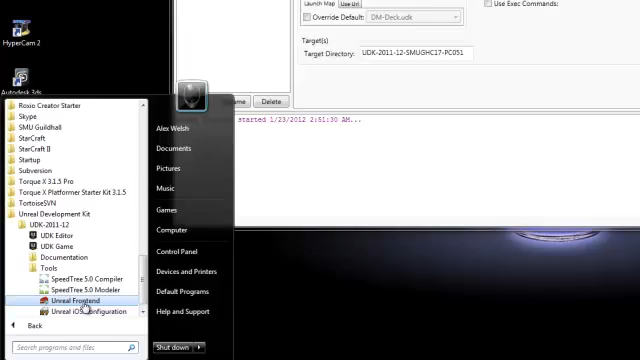 HyperCam 2
Autodesk 3ds
Launch Map
Use Url
Use Exec Commands:
Override Default:
DM-Deck.udk
Target(s)
Target Directory:
UDK-2011-12-SMUGHC17-PC051
Delete
started 1/23/2012 2:51:30 AM...
Roxio Creator Starter
Skype
SMU Guildhall
StarCraft
StarCraft II
Startup
Subversion
Torque X 3.1.5 Pro
Torque X Platformer Starter Kit 3.1.5
TortoiseSVN
Unreal Development Kit
UDK-2011-12
UDK Editor
UDK Game
Documentation
Tools
SpeedTree 5.0 Compiler
SpeedTree 5.0 Modeler
Unreal Frontend
Unreal iOS Configuration
Back
Search programs and files
Alex Welsh
Documents
Pictures
Music
Games
Computer
Control Panel
Devices and Printers
Default Programs
Help and Support
Shut down